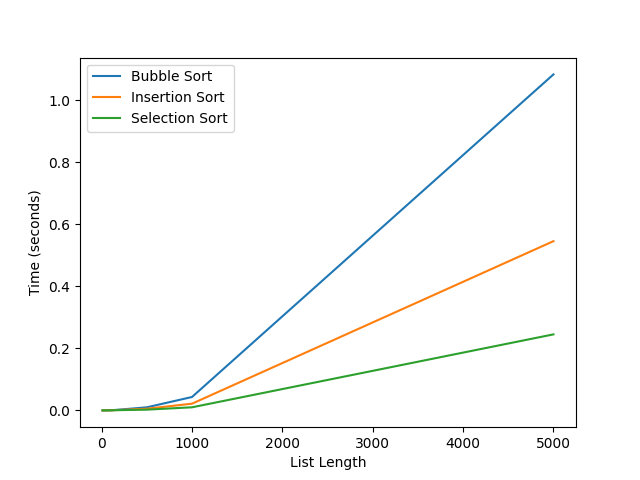 Bubble Sort
Insertion Sort
Selection Sort
Time (seconds)
1.0
0.8
0.6
0.4
0.2
0.0
0 1000 2000 3000 4000 5000
List Length